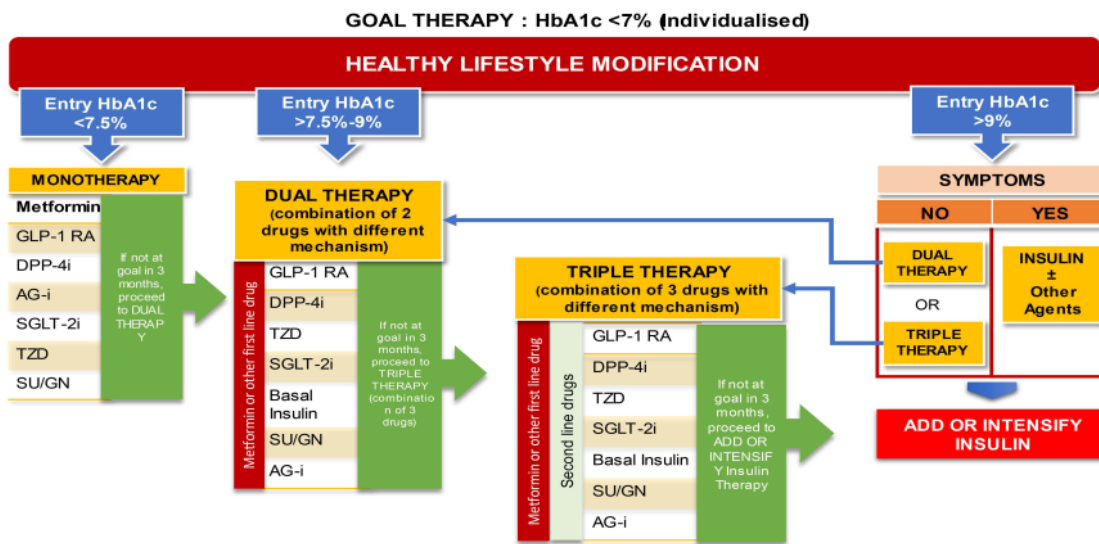 GOAL THERAPY : HbA1c <7% (Individualised)
HEALTHY LIFESTYLE MODIFICATION
Entry HbA1c
<7.5%
Entry HbA1c
>7.5%-9%
Entry HbA1c
>9%
MONOTHERAPY
Metformin
GLP-1 RA
DPP-4i
AG-i
SGLT-2i
TZD
SU/GN
If not at
goal in 3
months,
proceed
to DUAL
THERAP
Y
DUAL THERAPY
(combination of 2
drugs with different
mechanism)
Metformin or other first line drug
GLP-1 RA
DPP-4i
TZD
SGLT-2i
Basal
Insulin
SU/GN
AG-i
If not at
goal in 3
months,
proceed to
TRIPLE
THERAPY
(combinatio
n of 3
drugs)
TRIPLE THERAPY
(combination of 3 drugs with
different mechanism)
Metformin or other first line drug
Second line drugs
GLP-1 RA
DPP-4i
TZD
SGLT-2i
Basal Insulin
SU/GN
AG-i
If not at
goal in 3
months,
proceed to
ADD OR
INTENSIF
Y Insulin
Therapy
SYMPTOMS
NO
YES
DUAL
THERAPY
OR
TRIPLE
THERAPY
INSULIN
±
Other
Agents
ADD OR INTENSIFY
INSULIN